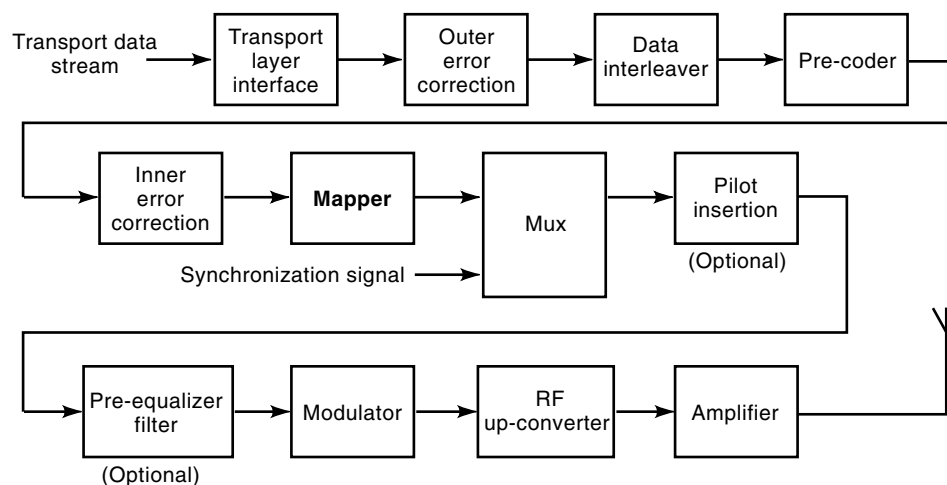 Transport data
stream
Transport
layer
interface
Outer
error
correction
Data
interleaver
Pre-coder
Inner
error
correction
Mapper
Mux
Pilot
insertion
(Optional)
Synchronization signal
Pre-equalizer
filter
(Optional)
Modulator
RF
up-converter
Amplifier